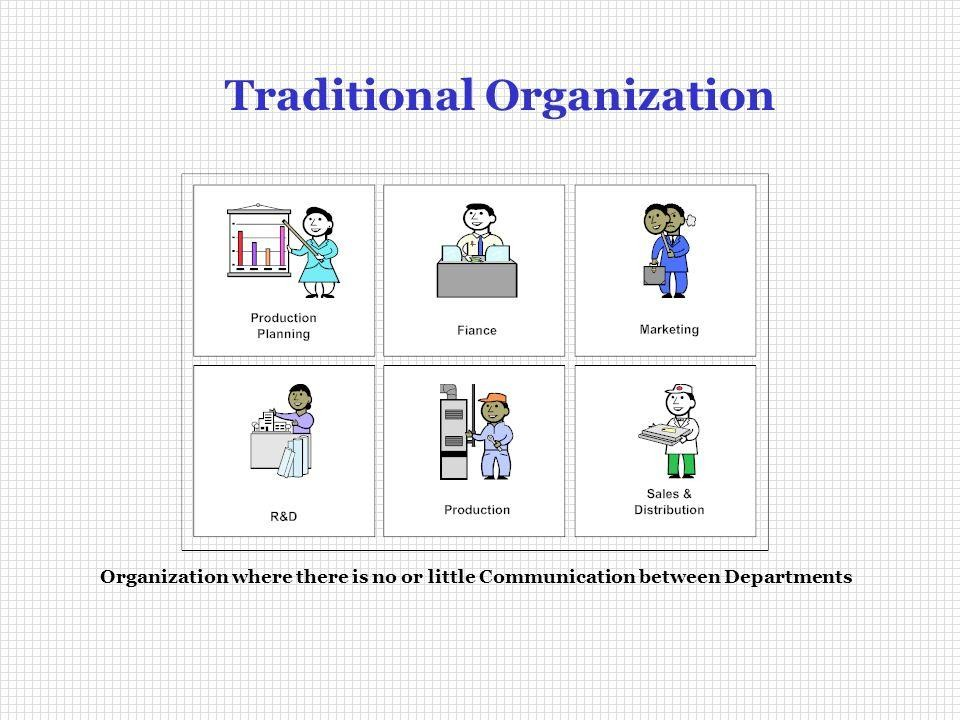 Traditional Organization
Production
Planning
Fiance
Marketing
R&D
Production
Sales &
Distribution
Organization where there is no or little Communication between Departments